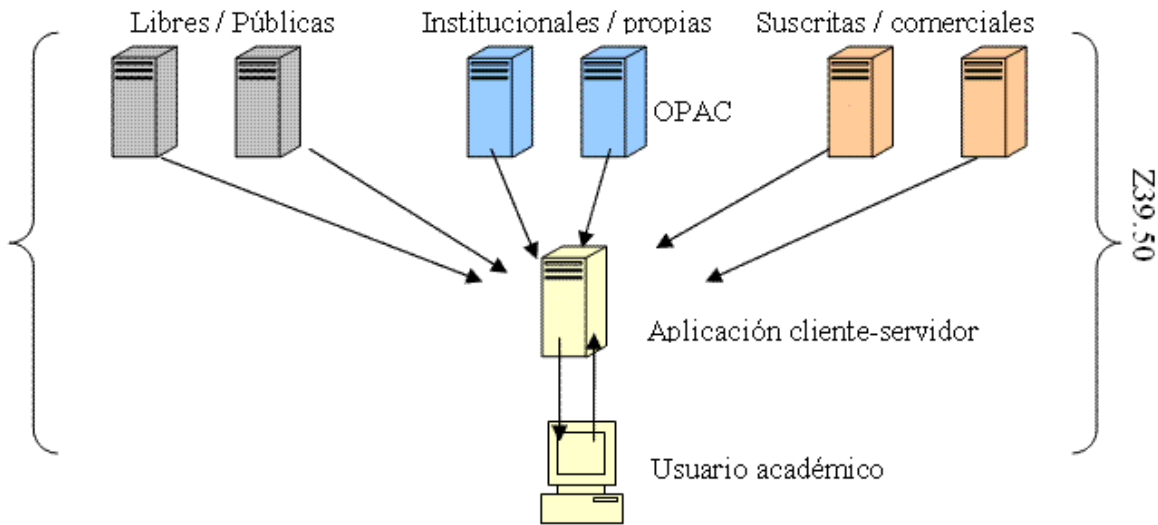 Libres / Públicas
Institucionales / propias
Suscritas / comerciales
OPAC
Z39.50
Aplicación cliente-servidor
Usuario académico